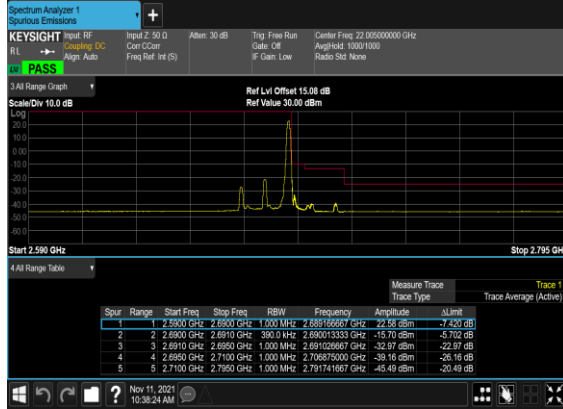 Spectrum Analyzer 1
Spurious Emissions
KEYSIGHT Input: RF Input Z: 50 Ω Atten: 30 dB Trig: Free Run Center Freq: 22.005000000 GHz
RL Coupling: DC Corr CCorr Gate: Off Avg|Hold: 1000/1000
Align: Auto Freq Ref: Int (S) IF Gain: Low Radio Std: None
PASS
3 All Range Graph Ref Lvl Offset 15.08 dB
Scale/Div 10.0 dB Ref Value 30.00 dBm
Log
20.0
10.0
0.00
-10.0
-20.0
-30.0
-40.0
-50.0
-60.0
Start 2.590 GHz Stop 2.795 GH
4 All Range Table
Measure Trace Trace 1
Trace Type Trace Average (Active)
Spur Range Start Freq Stop Freq RBW Frequency Amplitude ΔLimit
1 1 2.5900 GHz 2.6900 GHz 1.000 MHz 2.689166667 GHz 22.58 dBm -7.420 dB
2 2 2.6900 GHz 2.6910 GHz 390.0 kHz 2.690013333 GHz -15.70 dBm -5.702 dB
3 3 2.6910 GHz 2.6950 GHz 1.000 MHz 2.691026667 GHz -32.97 dBm -22.97 dB
4 4 2.6950 GHz 2.7100 GHz 1.000 MHz 2.706875000 GHz -39.16 dBm -26.16 dB
5 5 2.7100 GHz 2.7950 GHz 1.000 MHz 2.791741667 GHz -45.49 dBm -20.49 dB
Nov 11, 2021
10:38:24 AM